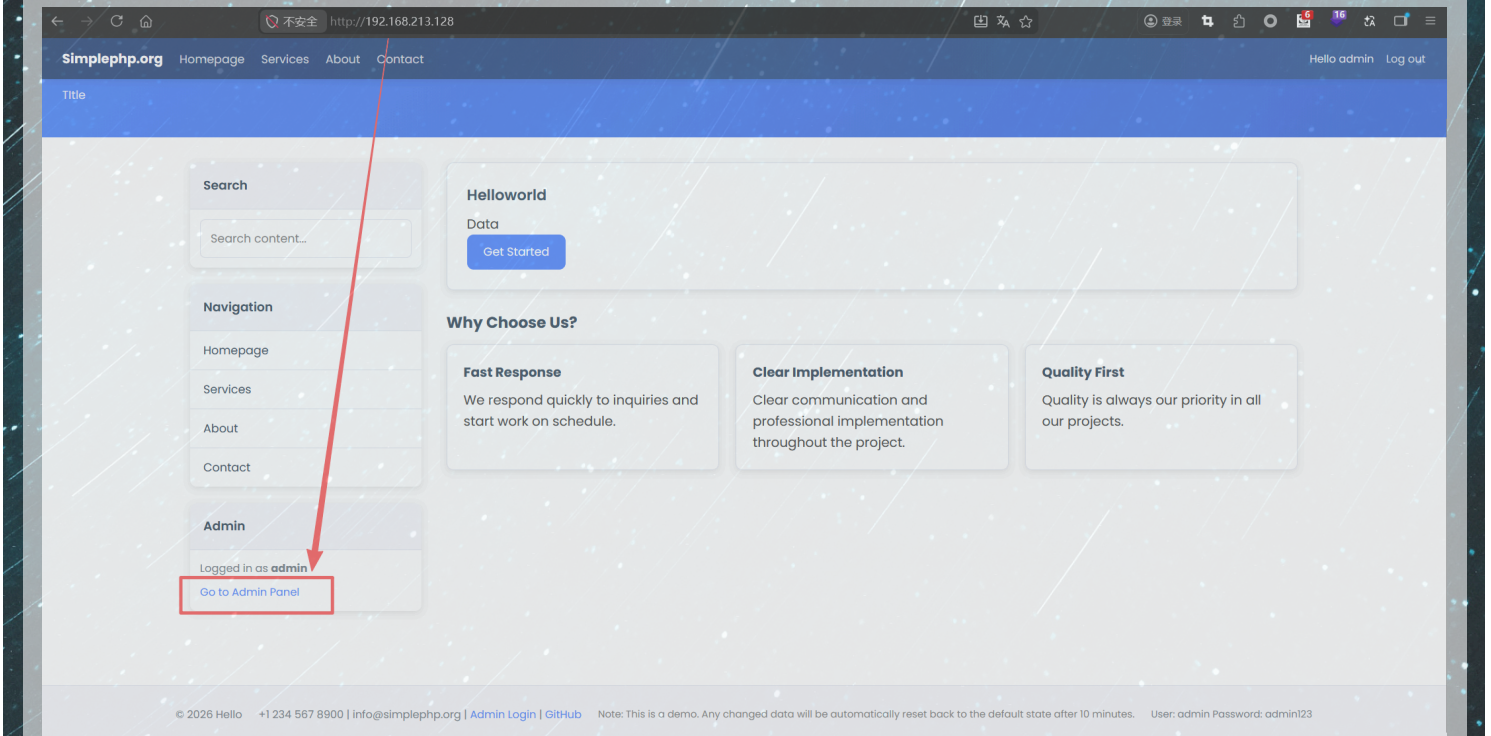 不安全 http://192.168.213.128
登录
6
16
Simplephp.org Homepage Services About Contact
Hello admin Log out
Title
Search
Search content...
Navigation
Homepage
Services
About
Contact
Admin
Logged in as admin
Go to Admin Panel
Helloworld
Data
Get Started
Why Choose Us?
Fast Response
We respond quickly to inquiries and
start work on schedule.
Clear Implementation
Clear communication and
professional implementation
throughout the project.
Quality First
Quality is always our priority in all
our projects.
© 2026 Hello +1 234 567 8900 | info@simplephp.org | Admin Login | GitHub Note: This is a demo. Any changed data will be automatically reset back to the default state after 10 minutes. User: admin Password: admin123